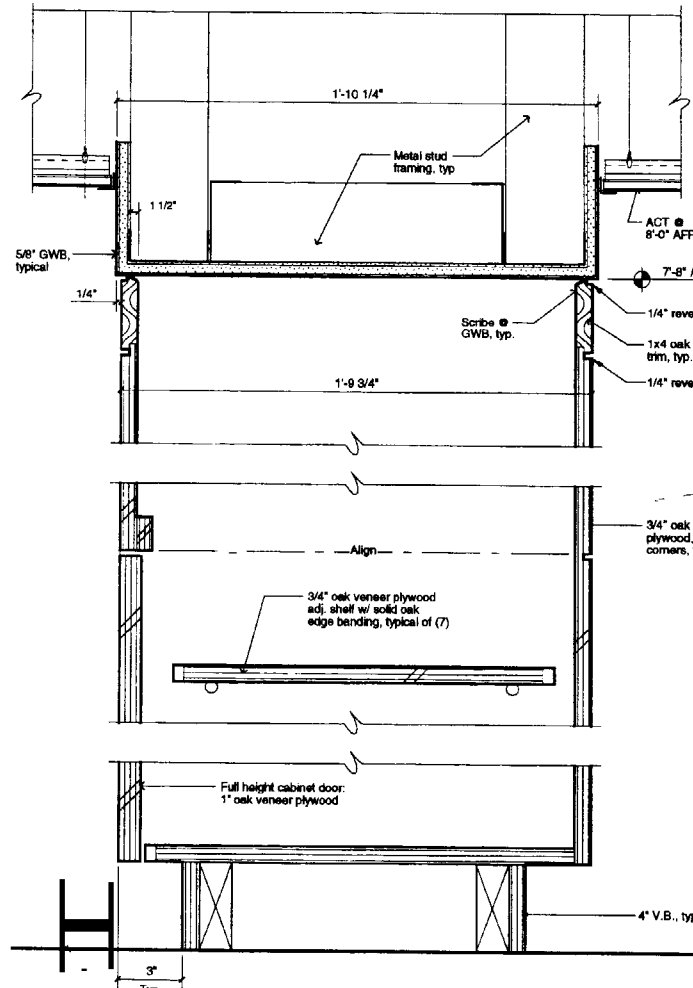 1'-10 1/4"
Metal stud
framing, typ
1 1/2"
ACT @
8'-0" AFF
5/8" GWB,
typical
7'-8"
1/4"
Scribe @
GWB, typ.
1/4" reve
1x4 oak
trim, typ.
1/4" reve
1'-9 3/4"
Align
3/4" oak
plywood,
corners,
3/4" oak veneer plywood
adj. shelf w/ solid oak
edge banding, typical of (7)
Full height cabinet door:
1" oak veneer plywood
4" V.B., typ
3"